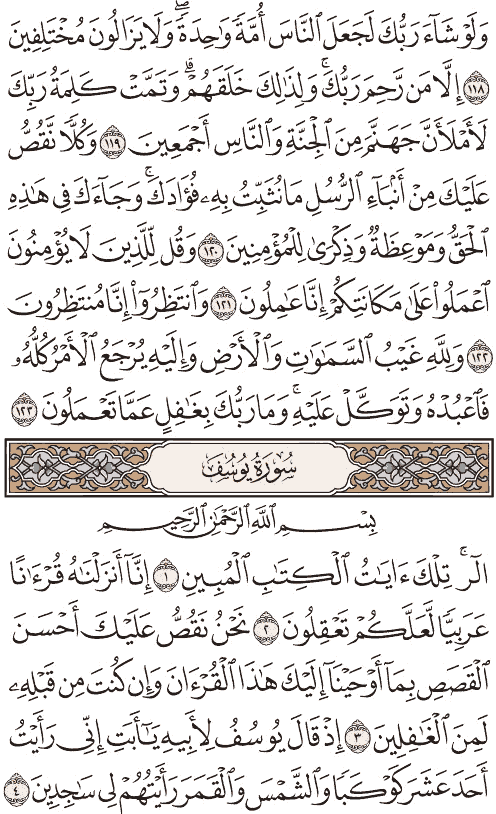 وَلَوْ شَآءَ رَبُّكَ لَجَعَلَ ٱلنَّاسَ أُمَّةً وَٰحِدَةً ۖ وَلَا يَزَالُونَ مُخْتَلِفِينَ
١١٨ إِلَّا مَن رَّحِمَ رَبُّكَ ۚ وَلِذَٰلِكَ خَلَقَهُمْ ۗ وَتَمَّتْ كَلِمَةُ رَبِّكَ
لَأَمْلَأَنَّ جَهَنَّمَ مِنَ ٱلْجِنَّةِ وَٱلنَّاسِ أَجْمَعِينَ ١١٩ وَكُلًّا نَّقُصُّ
عَلَيْكَ مِنْ أَنۢبَآءِ ٱلرُّسُلِ مَا نُثَبِّتُ بِهِۦ فُؤَادَكَ ۚ وَجَآءَكَ فِى هَٰذِهِ
ٱلْحَقُّ وَمَوْعِظَةٌ وَذِكْرَىٰ لِلْمُؤْمِنِينَ ١٢٠ وَقُل لِّلَّذِينَ لَا يُؤْمِنُونَ
ٱعْمَلُوا۟ عَلَىٰ مَكَانَتِكُمْ إِنَّا عَٰمِلُونَ ١٢١ وَٱنتَظِرُوٓا۟ إِنَّا مُنتَظِرُونَ
١٢٢ وَلِلَّهِ غَيْبُ ٱلسَّمَٰوَٰتِ وَٱلْأَرْضِ وَإِلَيْهِ يُرْجَعُ ٱلْأَمْرُ كُلُّهُۥ
فَٱعْبُدْهُ وَتَوَكَّلْ عَلَيْهِ ۚ وَمَا رَبُّكَ بِغَٰفِلٍ عَمَّا تَعْمَلُونَ ١٢٣
سُورَةُ يُوسُفَ
بِسْمِ ٱللَّهِ ٱلرَّحْمَٰنِ ٱلرَّحِيمِ
الٓر ۚ تِلْكَ ءَايَٰتُ ٱلْكِتَٰبِ ٱلْمُبِينِ ١ إِنَّآ أَنزَلْنَٰهُ قُرْءَٰنًا
عَرَبِيًّا لَّعَلَّكُمْ تَعْقِلُونَ ٢ نَحْنُ نَقُصُّ عَلَيْكَ أَحْسَنَ
ٱلْقَصَصِ بِمَآ أَوْحَيْنَآ إِلَيْكَ هَٰذَا ٱلْقُرْءَانَ وَإِن كُنتَ مِن قَبْلِهِۦ
لَمِنَ ٱلْغَٰفِلِينَ ٣ إِذْ قَالَ يُوسُفُ لِأَبِيهِ يَٰٓأَبَتِ إِنِّى رَأَيْتُ
أَحَدَ عَشَرَ كَوْكَبًا وَٱلشَّمْسَ وَٱلْقَمَرَ رَأَيْتُهُمْ لِى سَٰجِدِينَ ٤